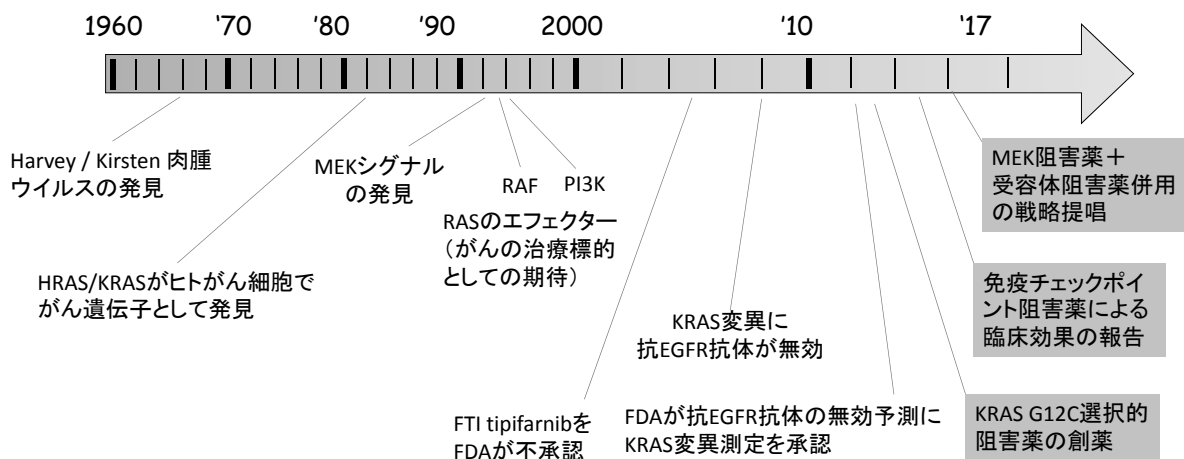 1960 '70 '80 '90 2000 '10 '17
Harvey / Kirsten 肉腫
ウイルスの発見
HRAS/KRASがヒトがん細胞で
がん遺伝子として発見
MEKシグナル
の発見
RAF
PI3K
RASのエフェクター
(がんの治療標的
としての期待)
FTI tipifarnibを
FDAが不承認
KRAS変異に
抗EGFR抗体が無効
FDAが抗EGFR抗体の無効予測に
KRAS変異測定を承認
KRAS G12C選択的
阻害薬の創薬
免疫チェックポイ
ント阻害薬による
臨床効果の報告
MEK阻害薬＋
受容体阻害薬併用
の戦略提唱